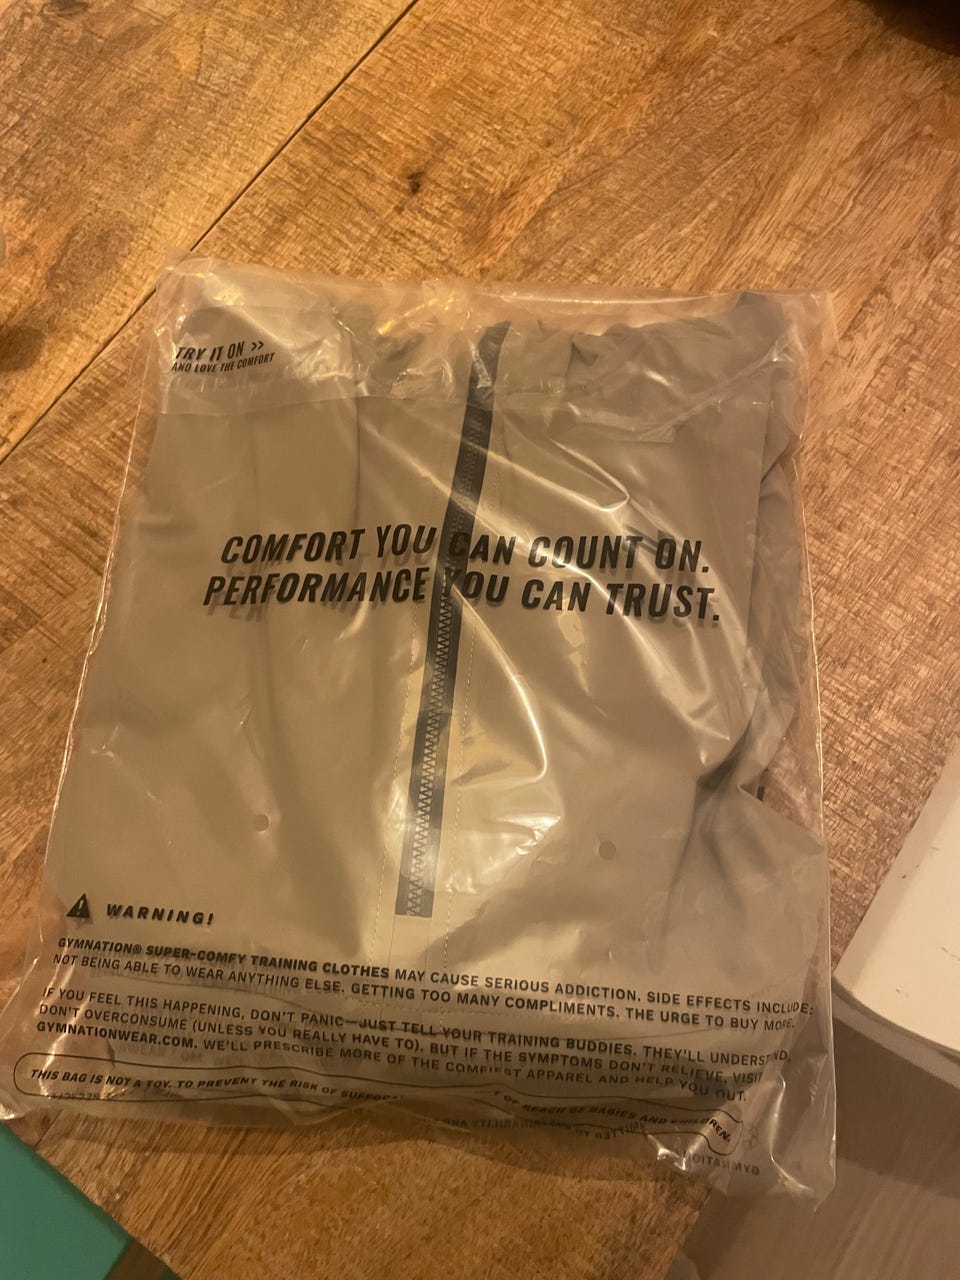 TRY IT ON >>
AND LOVE THE COMFORT
COMFORT YOU CAN COUNT ON.
PERFORMANCE YOU CAN TRUST.
WARNING!
GYMNATION® SUPER-COMFY TRAINING CLOTHES MAY CAUSE SERIOUS ADDICTION. SIDE EFFECTS INCLUDE:
NOT BEING ABLE TO WEAR ANYTHING ELSE. GETTING TOO MANY COMPLIMENTS. THE URGE TO BUY MORE.
IF YOU FEEL THIS HAPPENING, DON'T PANIC—JUST TELL YOUR TRAINING BUDDIES. THEY'LL UNDERSTAND.
DON'T OVERCONSUME (UNLESS YOU REALLY HAVE TO). BUT IF THE SYMPTOMS DON'T RELIEVE, VISIT
GYMNATIONWEAR.COM. WE'LL PRESCRIBE MORE OF THE COMFIEST APPAREL AND HELP YOU OUT.
THIS BAG IS NOT A TOY. TO PREVENT THE RISK OF OF REACH OF BABIES AND CHILDREN.